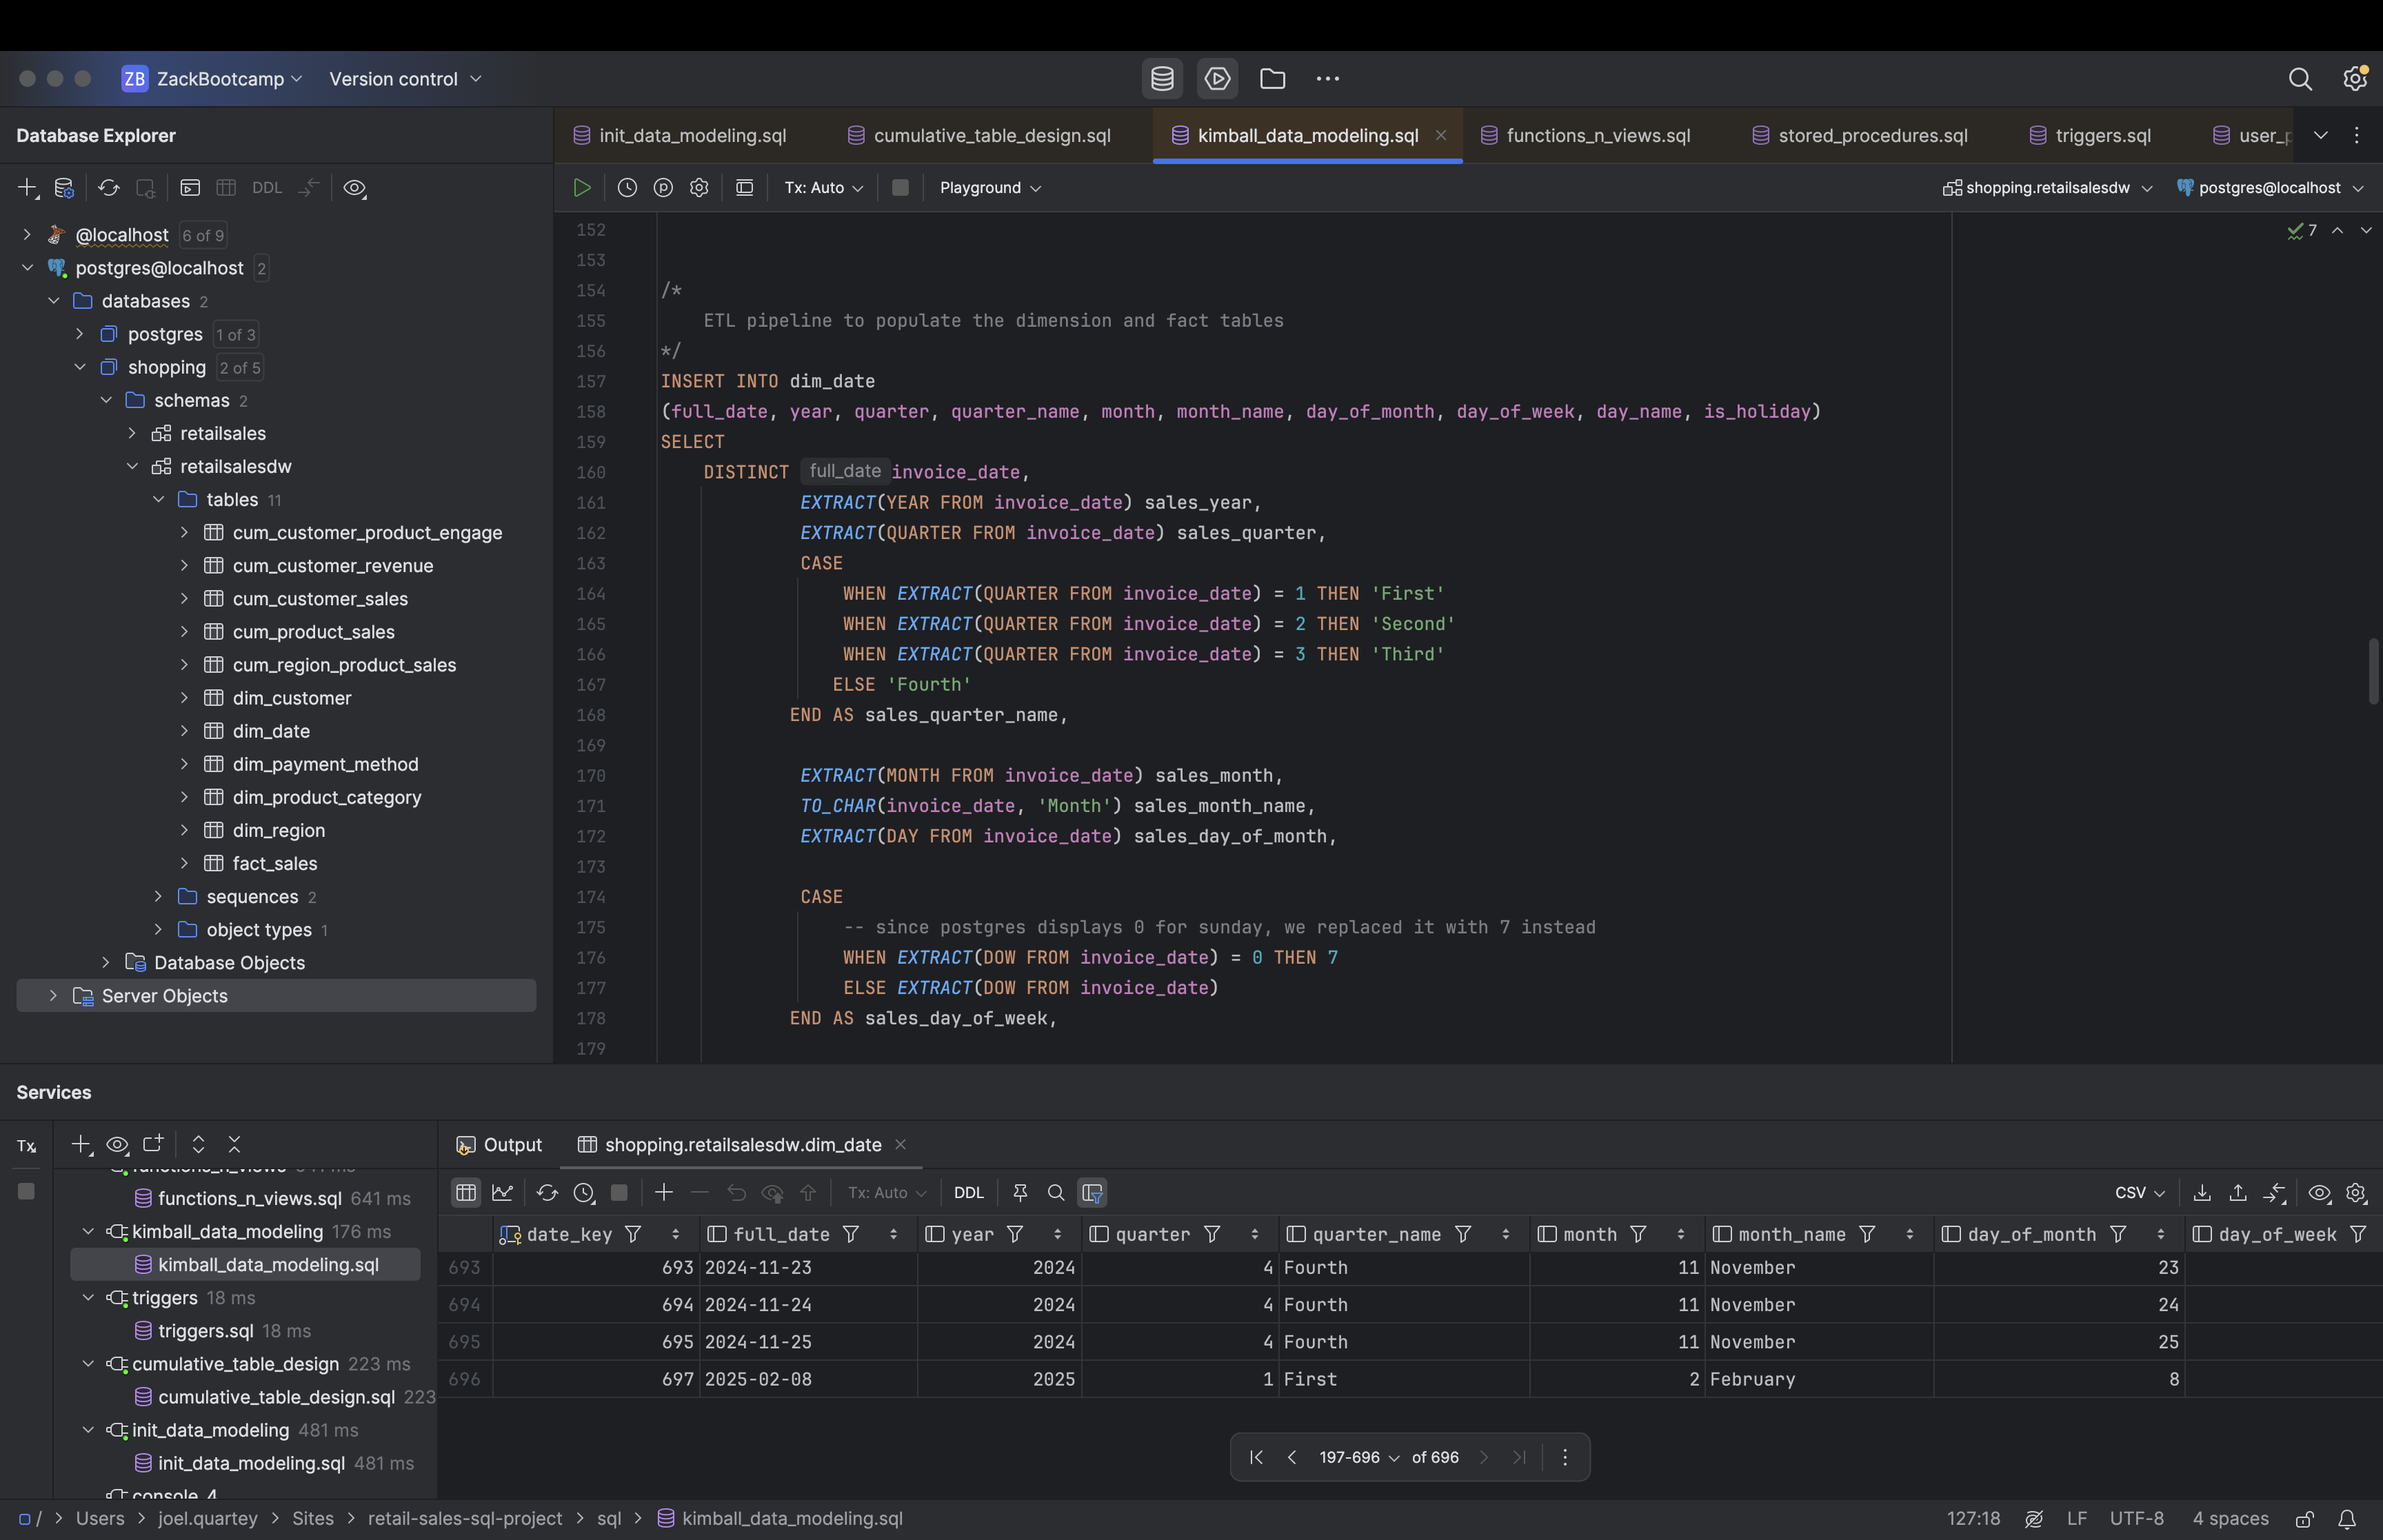 ZB ZackBootcamp Version control
Database Explorer
init_data_modeling.sql cumulative_table_design.sql kimball_data_modeling.sql functions_n_views.sql stored_procedures.sql triggers.sql user_p
DDL
Tx: Auto Playground shopping.retailsalesdw postgres@localhost
@localhost 6 of 9
postgres@localhost 2
databases 2
postgres 1 of 3
shopping 2 of 5
schemas 2
retailsales
retailsalesdw
tables 11
cum_customer_product_engage
cum_customer_revenue
cum_customer_sales
cum_product_sales
cum_region_product_sales
dim_customer
dim_date
dim_payment_method
dim_product_category
dim_region
fact_sales
sequences 2
object types 1
Database Objects
Server Objects
7
152
153
154 /*
155 ETL pipeline to populate the dimension and fact tables
156 */
157 INSERT INTO dim_date
158 (full_date, year, quarter, quarter_name, month, month_name, day_of_month, day_of_week, day_name, is_holiday)
159 SELECT
160 DISTINCT full_date invoice_date,
161 EXTRACT(YEAR FROM invoice_date) sales_year,
162 EXTRACT(QUARTER FROM invoice_date) sales_quarter,
163 CASE
164 WHEN EXTRACT(QUARTER FROM invoice_date) = 1 THEN 'First'
165 WHEN EXTRACT(QUARTER FROM invoice_date) = 2 THEN 'Second'
166 WHEN EXTRACT(QUARTER FROM invoice_date) = 3 THEN 'Third'
167 ELSE 'Fourth'
168 END AS sales_quarter_name,
169
170 EXTRACT(MONTH FROM invoice_date) sales_month,
171 TO_CHAR(invoice_date, 'Month') sales_month_name,
172 EXTRACT(DAY FROM invoice_date) sales_day_of_month,
173
174 CASE
175 -- since postgres displays 0 for sunday, we replaced it with 7 instead
176 WHEN EXTRACT(DOW FROM invoice_date) = 0 THEN 7
177 ELSE EXTRACT(DOW FROM invoice_date)
178 END AS sales_day_of_week,
179
Services
Tx
functions_n_views 641 ms
functions_n_views.sql 641 ms
kimball_data_modeling 176 ms
kimball_data_modeling.sql
triggers 18 ms
triggers.sql 18 ms
cumulative_table_design 223 ms
cumulative_table_design.sql 223
init_data_modeling 481 ms
init_data_modeling.sql 481 ms
console_4
Output shopping.retailsalesdw.dim_date
Tx: Auto DDL CSV
date_key full_date year quarter quarter_name month month_name day_of_month day_of_week
693 693 2024-11-23 2024 4 Fourth 11 November 23
694 694 2024-11-24 2024 4 Fourth 11 November 24
695 695 2024-11-25 2024 4 Fourth 11 November 25
696 697 2025-02-08 2025 1 First 2 February 8
197-696 of 696
/ > Users > joel.quartey > Sites > retail-sales-sql-project > sql > kimball_data_modeling.sql 127:18 LF UTF-8 4 spaces